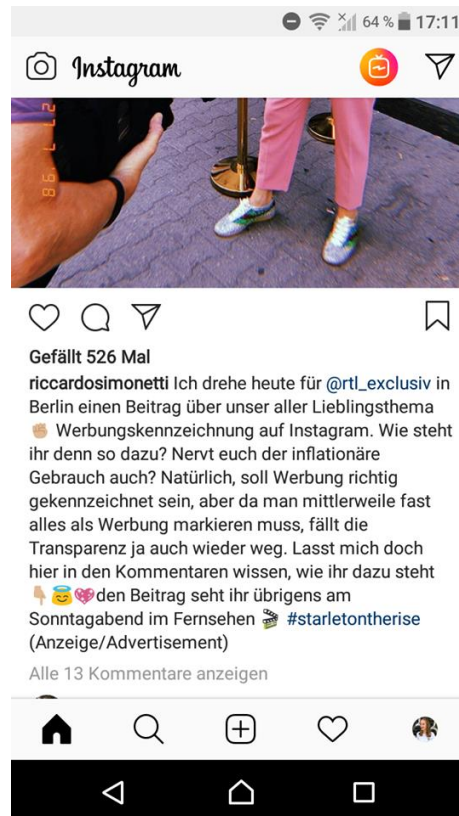 64 % 17:11
Instagram
27 7 '98
Gefällt 526 Mal
riccardosimonetti Ich drehe heute für @rtl_exclusiv in
Berlin einen Beitrag über unser aller Lieblingsthema
✊🏼 Werbungskennzeichnung auf Instagram. Wie steht
ihr denn so dazu? Nervt euch der inflationäre
Gebrauch auch? Natürlich, soll Werbung richtig
gekennzeichnet sein, aber da man mittlerweile fast
alles als Werbung markieren muss, fällt die
Transparenz ja auch wieder weg. Lasst mich doch
hier in den Kommentaren wissen, wie ihr dazu steht
👇🏼😇💖den Beitrag seht ihr übrigens am
Sonntagabend im Fernsehen 🎬 #starletontherise
(Anzeige/Advertisement)
Alle 13 Kommentare anzeigen